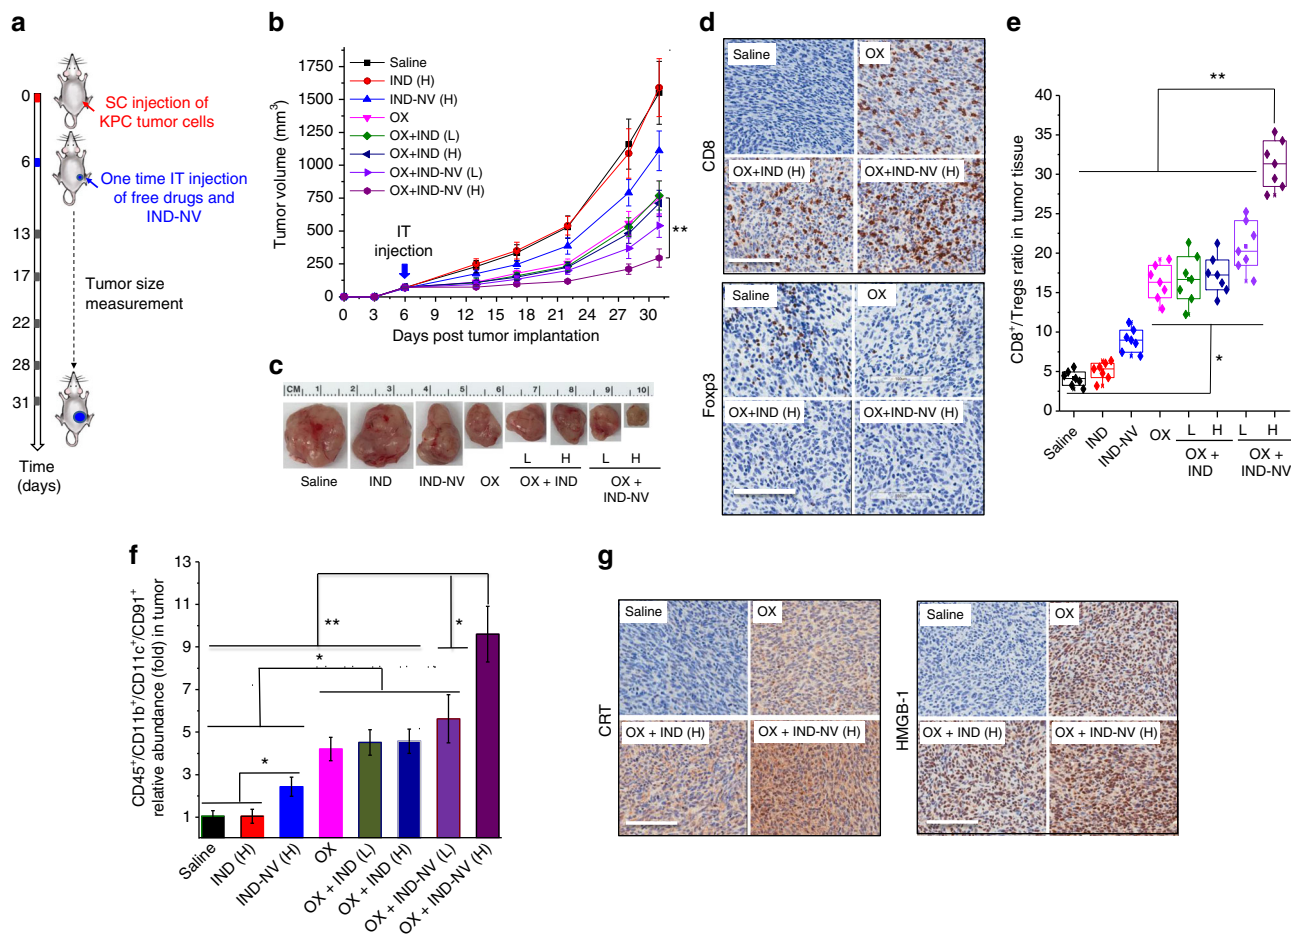 a
0
SC injection of
KPC tumor cells
6
One time IT injection
of free drugs and
IND-NV
13
17
Tumor size
measurement
22
28
31
Time
(days)
b
Tumor volume (mm3)
1750
1500
1250
1000
750
500
250
0
Saline
IND (H)
IND-NV (H)
OX
OX+IND (L)
OX+IND (H)
OX+IND-NV (L)
OX+IND-NV (H)
IT
injection
**
0 3 6 9 12 15 18 21 24 27 30
Days post tumor implantation
c
CM 1 2 3 4 5 6 7 8 9 10
L H L H
Saline IND IND-NV OX OX + IND OX +
IND-NV
d
CD8
Saline OX
OX+IND (H) OX+IND-NV (H)
Foxp3
Saline OX
OX+IND (H) OX+IND-NV (H)
e
CD8+/Tregs ratio in tumor tissue
40
35
30
25
20
15
10
5
0
**
*
Saline
IND
IND-NV
OX
L H L H
OX +
IND
OX +
IND-NV
f
CD45+/CD11b+/CD11c+/CD91+
relative abundance (fold) in tumor
13
11
9
7
5
3
1
**
*
*
*
Saline
IND (H)
IND-NV (H)
OX
OX + IND (L)
OX + IND (H)
OX + IND-NV (L)
OX + IND-NV (H)
g
CRT
Saline OX
OX + IND (H) OX + IND-NV (H)
HMGB-1
Saline OX
OX + IND (H) OX + IND-NV (H)